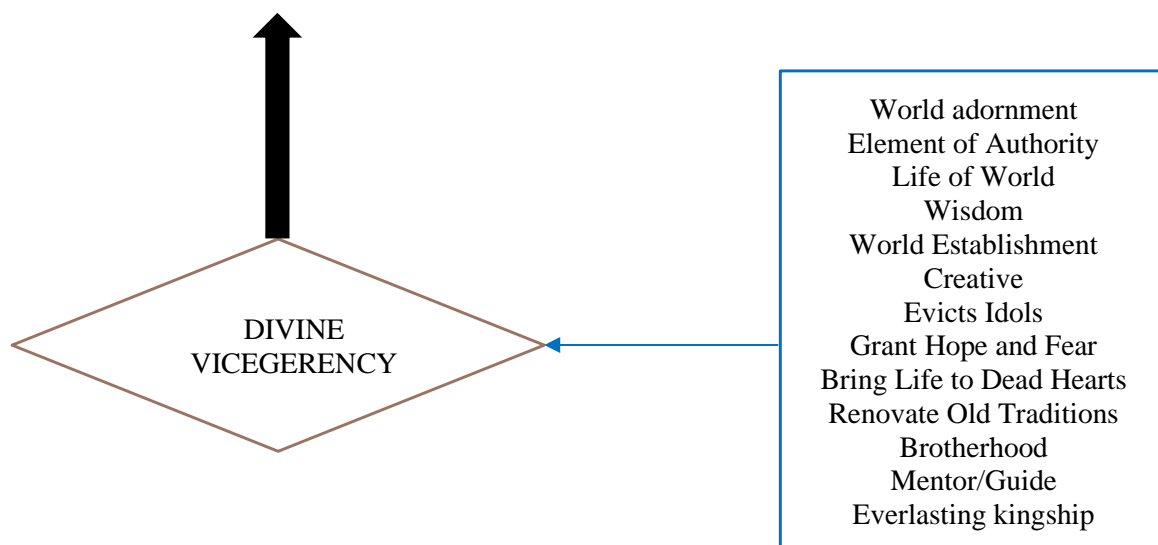 DIVINE
VICEGERENCY
World adornment
Element of Authority
Life of World
Wisdom
World Establishment
Creative
Evicts Idols
Grant Hope and Fear
Bring Life to Dead Hearts
Renovate Old Traditions
Brotherhood
Mentor/Guide
Everlasting kingship